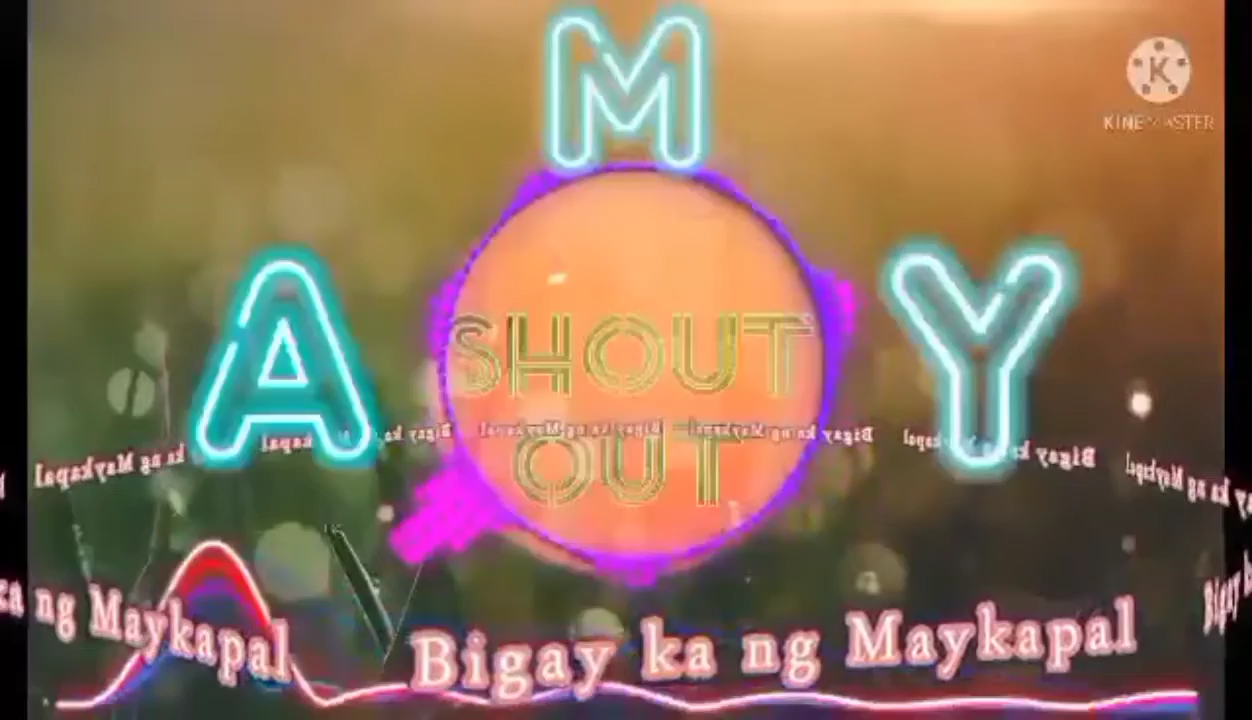 M
KINEMASTER
A
Y
SHOUT
OUT
Bigay ka ng Maykapal
ka ng Maykapal
Bigay ka ng Maykapal